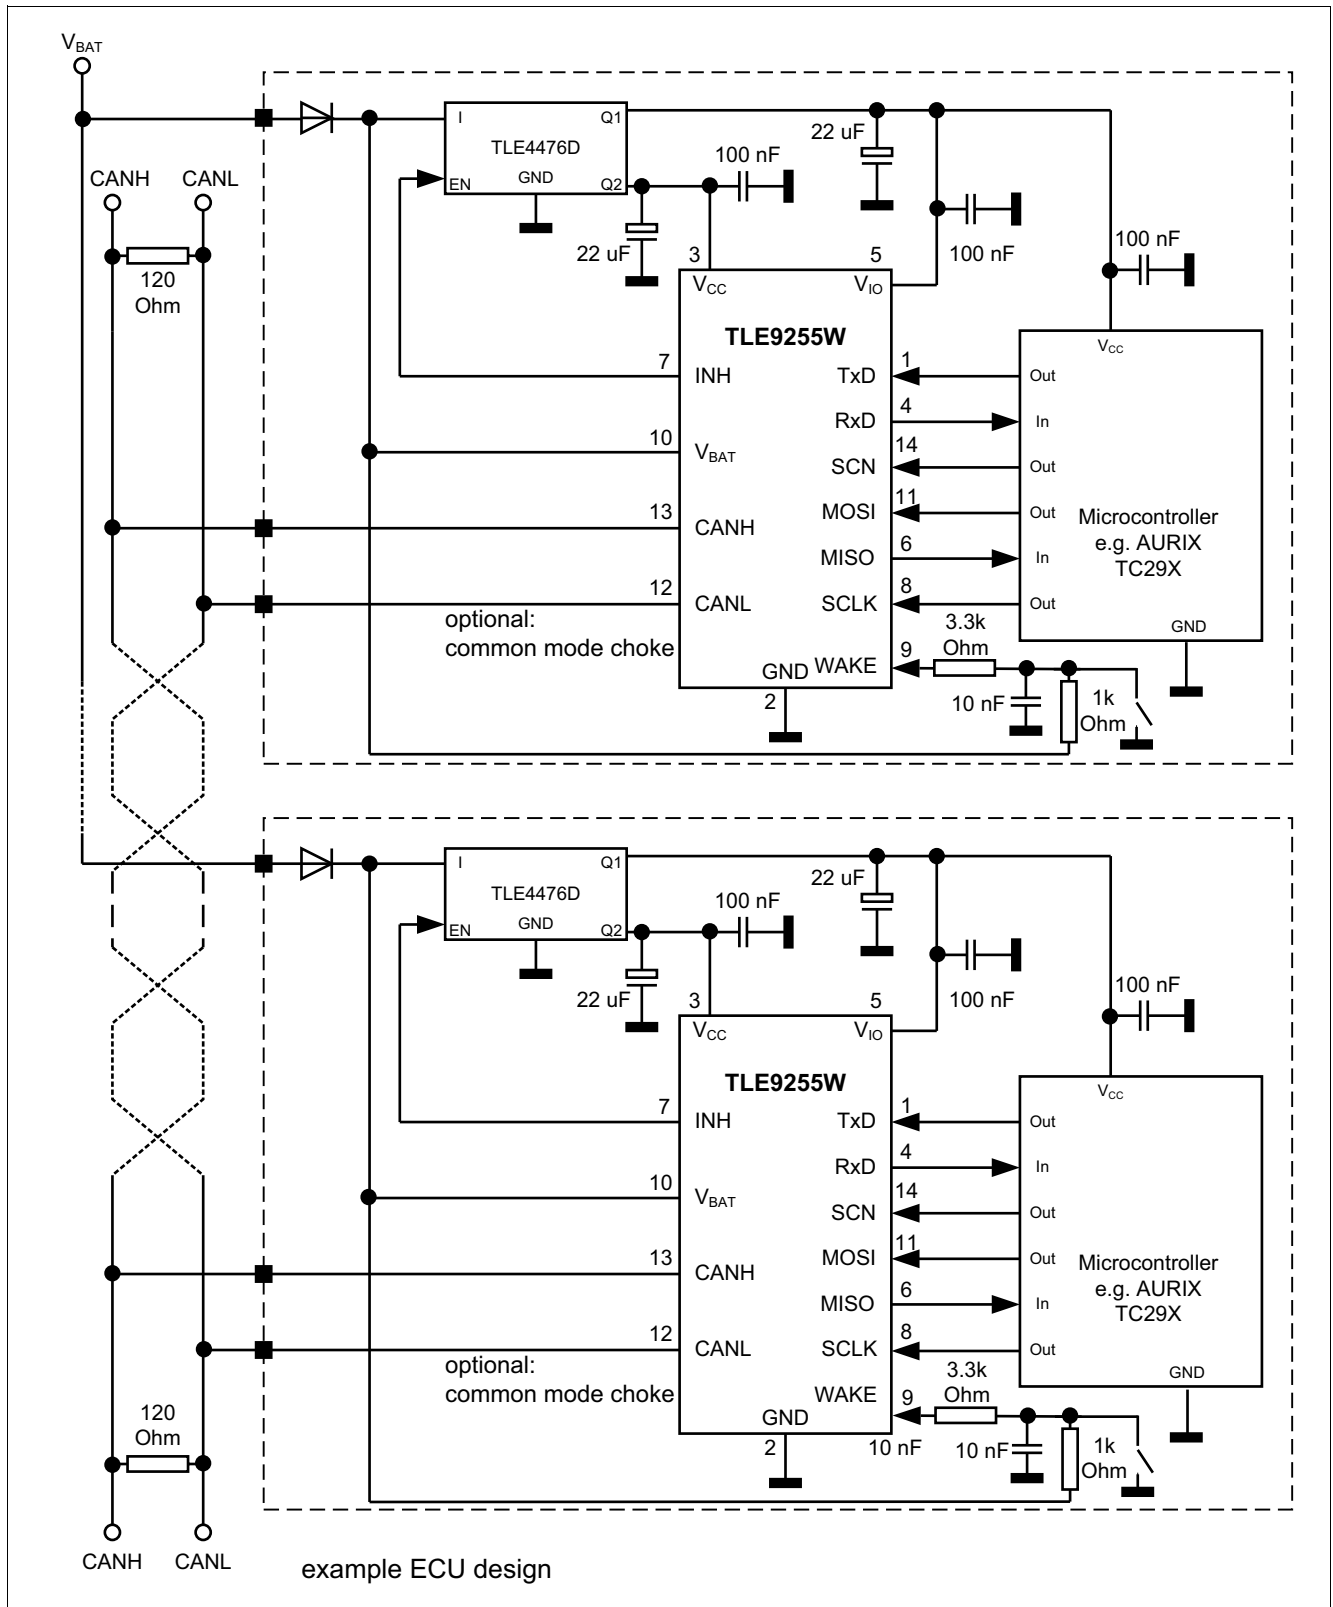 VBAT
CANH CANL
120
Ohm
I Q1
TLE4476D
EN GND Q2
22 uF
100 nF
22 uF
100 nF
100 nF
3 5
VCC VIO
TLE9255W
7 INH TxD 1 Out
RxD 4 In
10 VBAT SCN 14 Out
13 CANH MOSI 11 Out
MISO 6 In
12 CANL SCLK 8 Out
VCC
Microcontroller
e.g. AURIX
TC29X
GND
optional:
common mode choke
GND WAKE 9
2
3.3k
Ohm
10 nF
1k
Ohm
I Q1
TLE4476D
EN GND Q2
22 uF
100 nF
22 uF
100 nF
100 nF
3 5
VCC VIO
TLE9255W
7 INH TxD 1 Out
RxD 4 In
10 VBAT SCN 14 Out
13 CANH MOSI 11 Out
MISO 6 In
12 CANL SCLK 8 Out
VCC
Microcontroller
e.g. AURIX
TC29X
GND
optional:
common mode choke
WAKE 9
GND
2
3.3k
Ohm
10 nF
10 nF
1k
Ohm
120
Ohm
CANH CANL
example ECU design